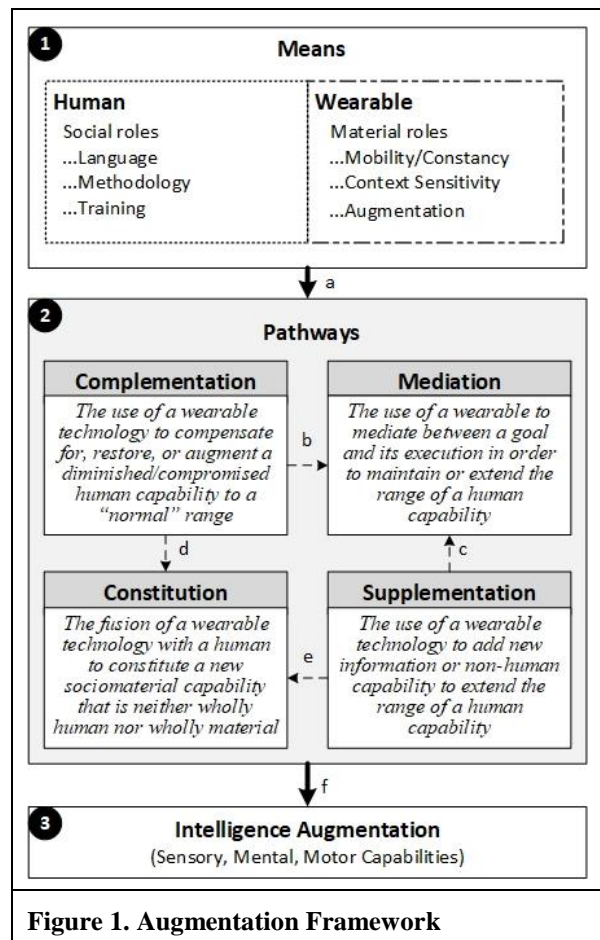 1
Means
Human
Social roles
...Language
...Methodology
...Training
Wearable
Material roles
...Mobility/Constancy
...Context Sensitivity
...Augmentation
a
2
Pathways
Complementation
The use of a wearable
technology to compensate
for, restore, or augment a
diminished/compromised
human capability to a
“normal” range
b
Mediation
The use of a wearable to
mediate between a goal
and its execution in order
to maintain or extend the
range of a human
capability
d
c
Constitution
The fusion of a wearable
technology with a human
to constitute a new
sociomaterial capability
that is neither wholly
human nor wholly material
e
Supplementation
The use of a wearable
technology to add new
information or non-human
capability to extend the
range of a human
capability
f
3
Intelligence Augmentation
(Sensory, Mental, Motor Capabilities)
Figure 1. Augmentation Framework